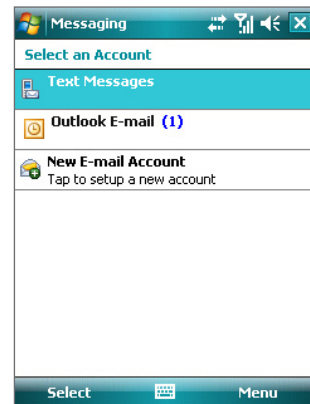 Messaging
Select an Account
Text Messages
Outlook E-mail (1)
New E-mail Account
Tap to setup a new account
Select Menu